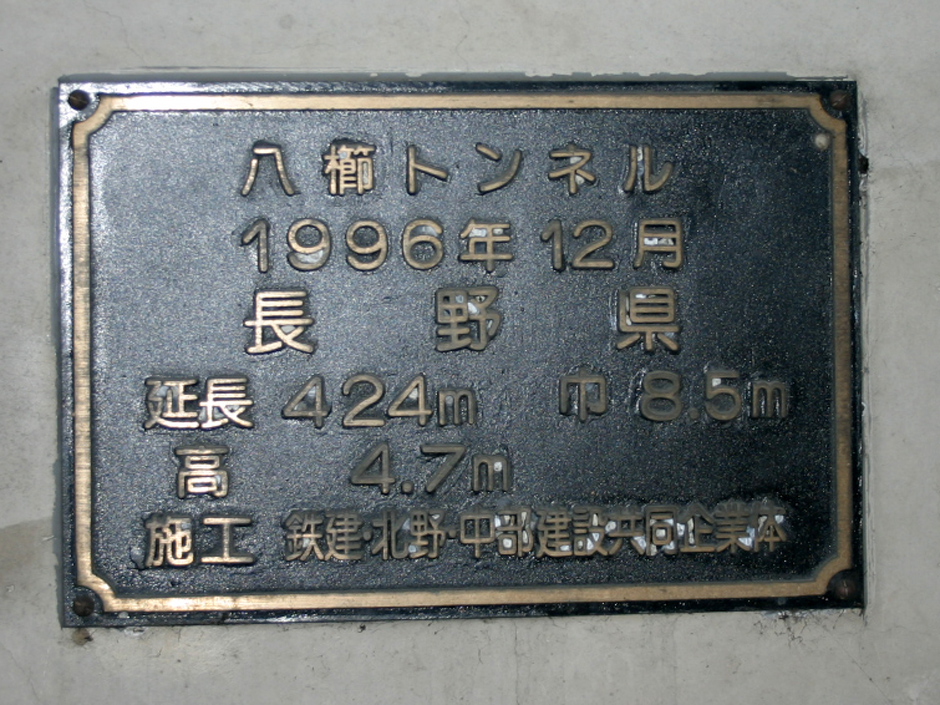 八櫛トンネル
1996年 12月
長野県
延長 424m 巾 8.5m
高 4.7m
施工 鉄建・北野・中部建設共同企業体